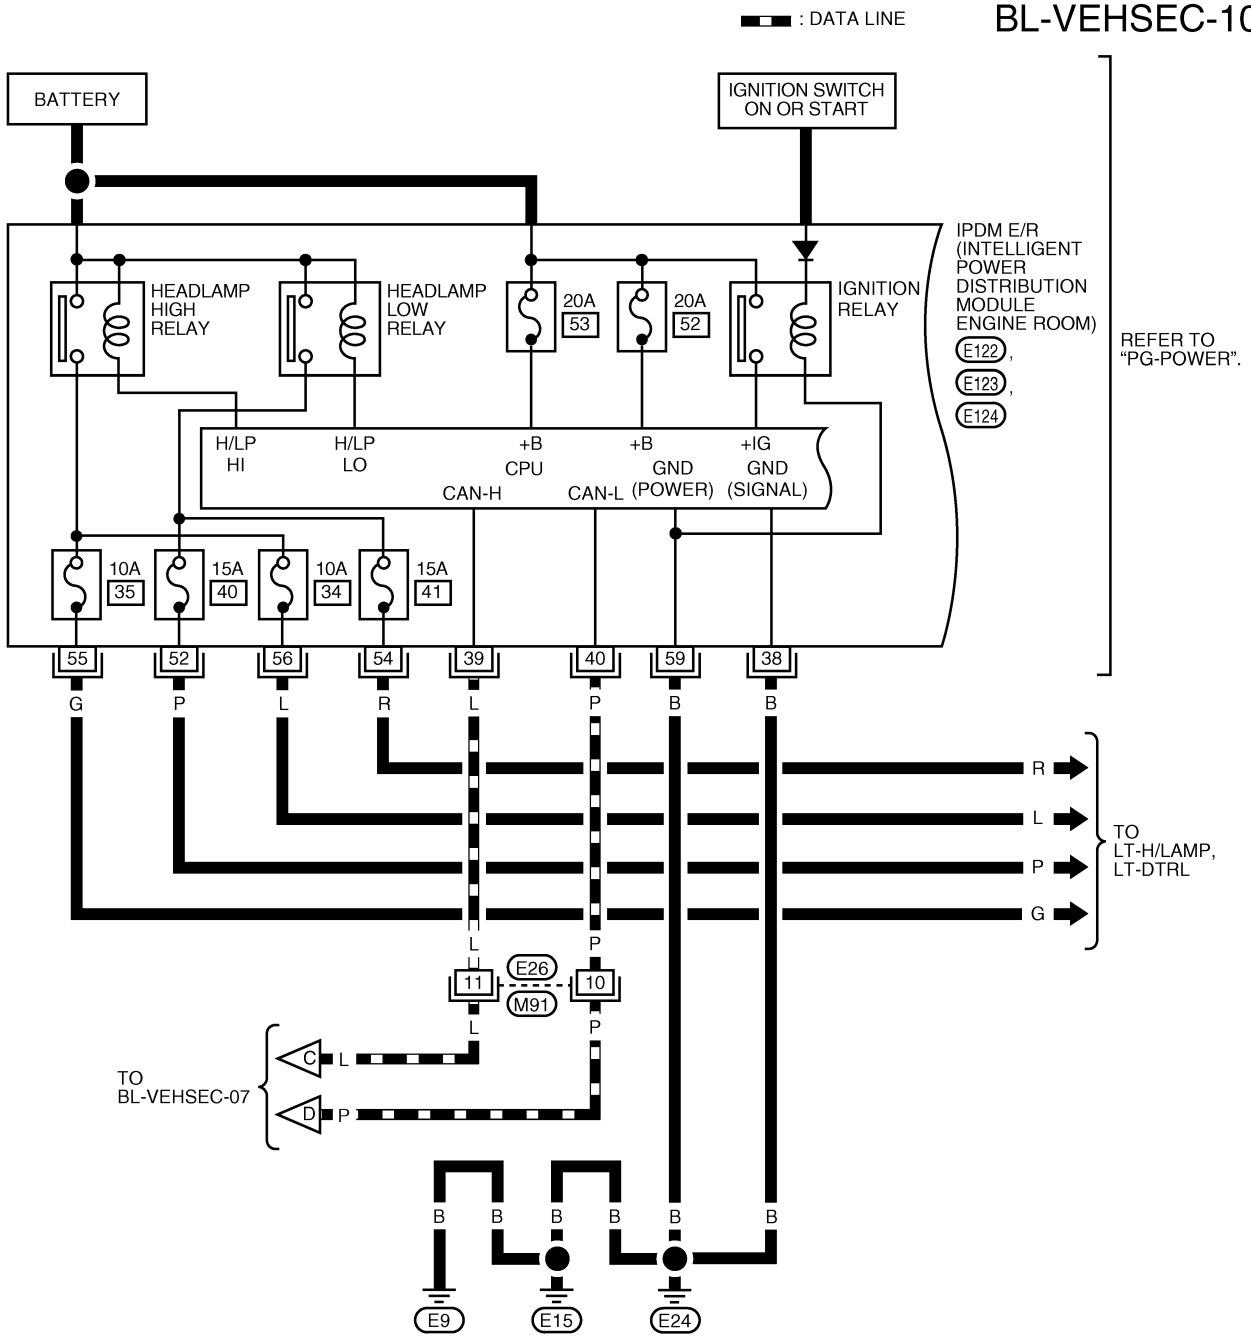 : DATA LINE
BL-VEHSEC-10
BATTERY
IGNITION SWITCH
ON OR START
IPDM E/R
(INTELLIGENT
POWER
DISTRIBUTION
MODULE
ENGINE ROOM)
E122 ,
E123 ,
E124
REFER TO
“PG-POWER”.
HEADLAMP
HIGH
RELAY
HEADLAMP
LOW
RELAY
20A
53
20A
52
IGNITION
RELAY
H/LP
HI
H/LP
LO
+B
+B
+IG
CPU
GND
(POWER)
GND
(SIGNAL)
CAN-H
CAN-L
10A
35
15A
40
10A
34
15A
41
55 52 56 54 39 40 59 38
G P L R L P B B
R
L
P
G
TO
LT-H/LAMP,
LT-DTRL
L P
11 E26 10
M91
L P
C L
D P
TO
BL-VEHSEC-07
B B B B B B
E9 E15 E24